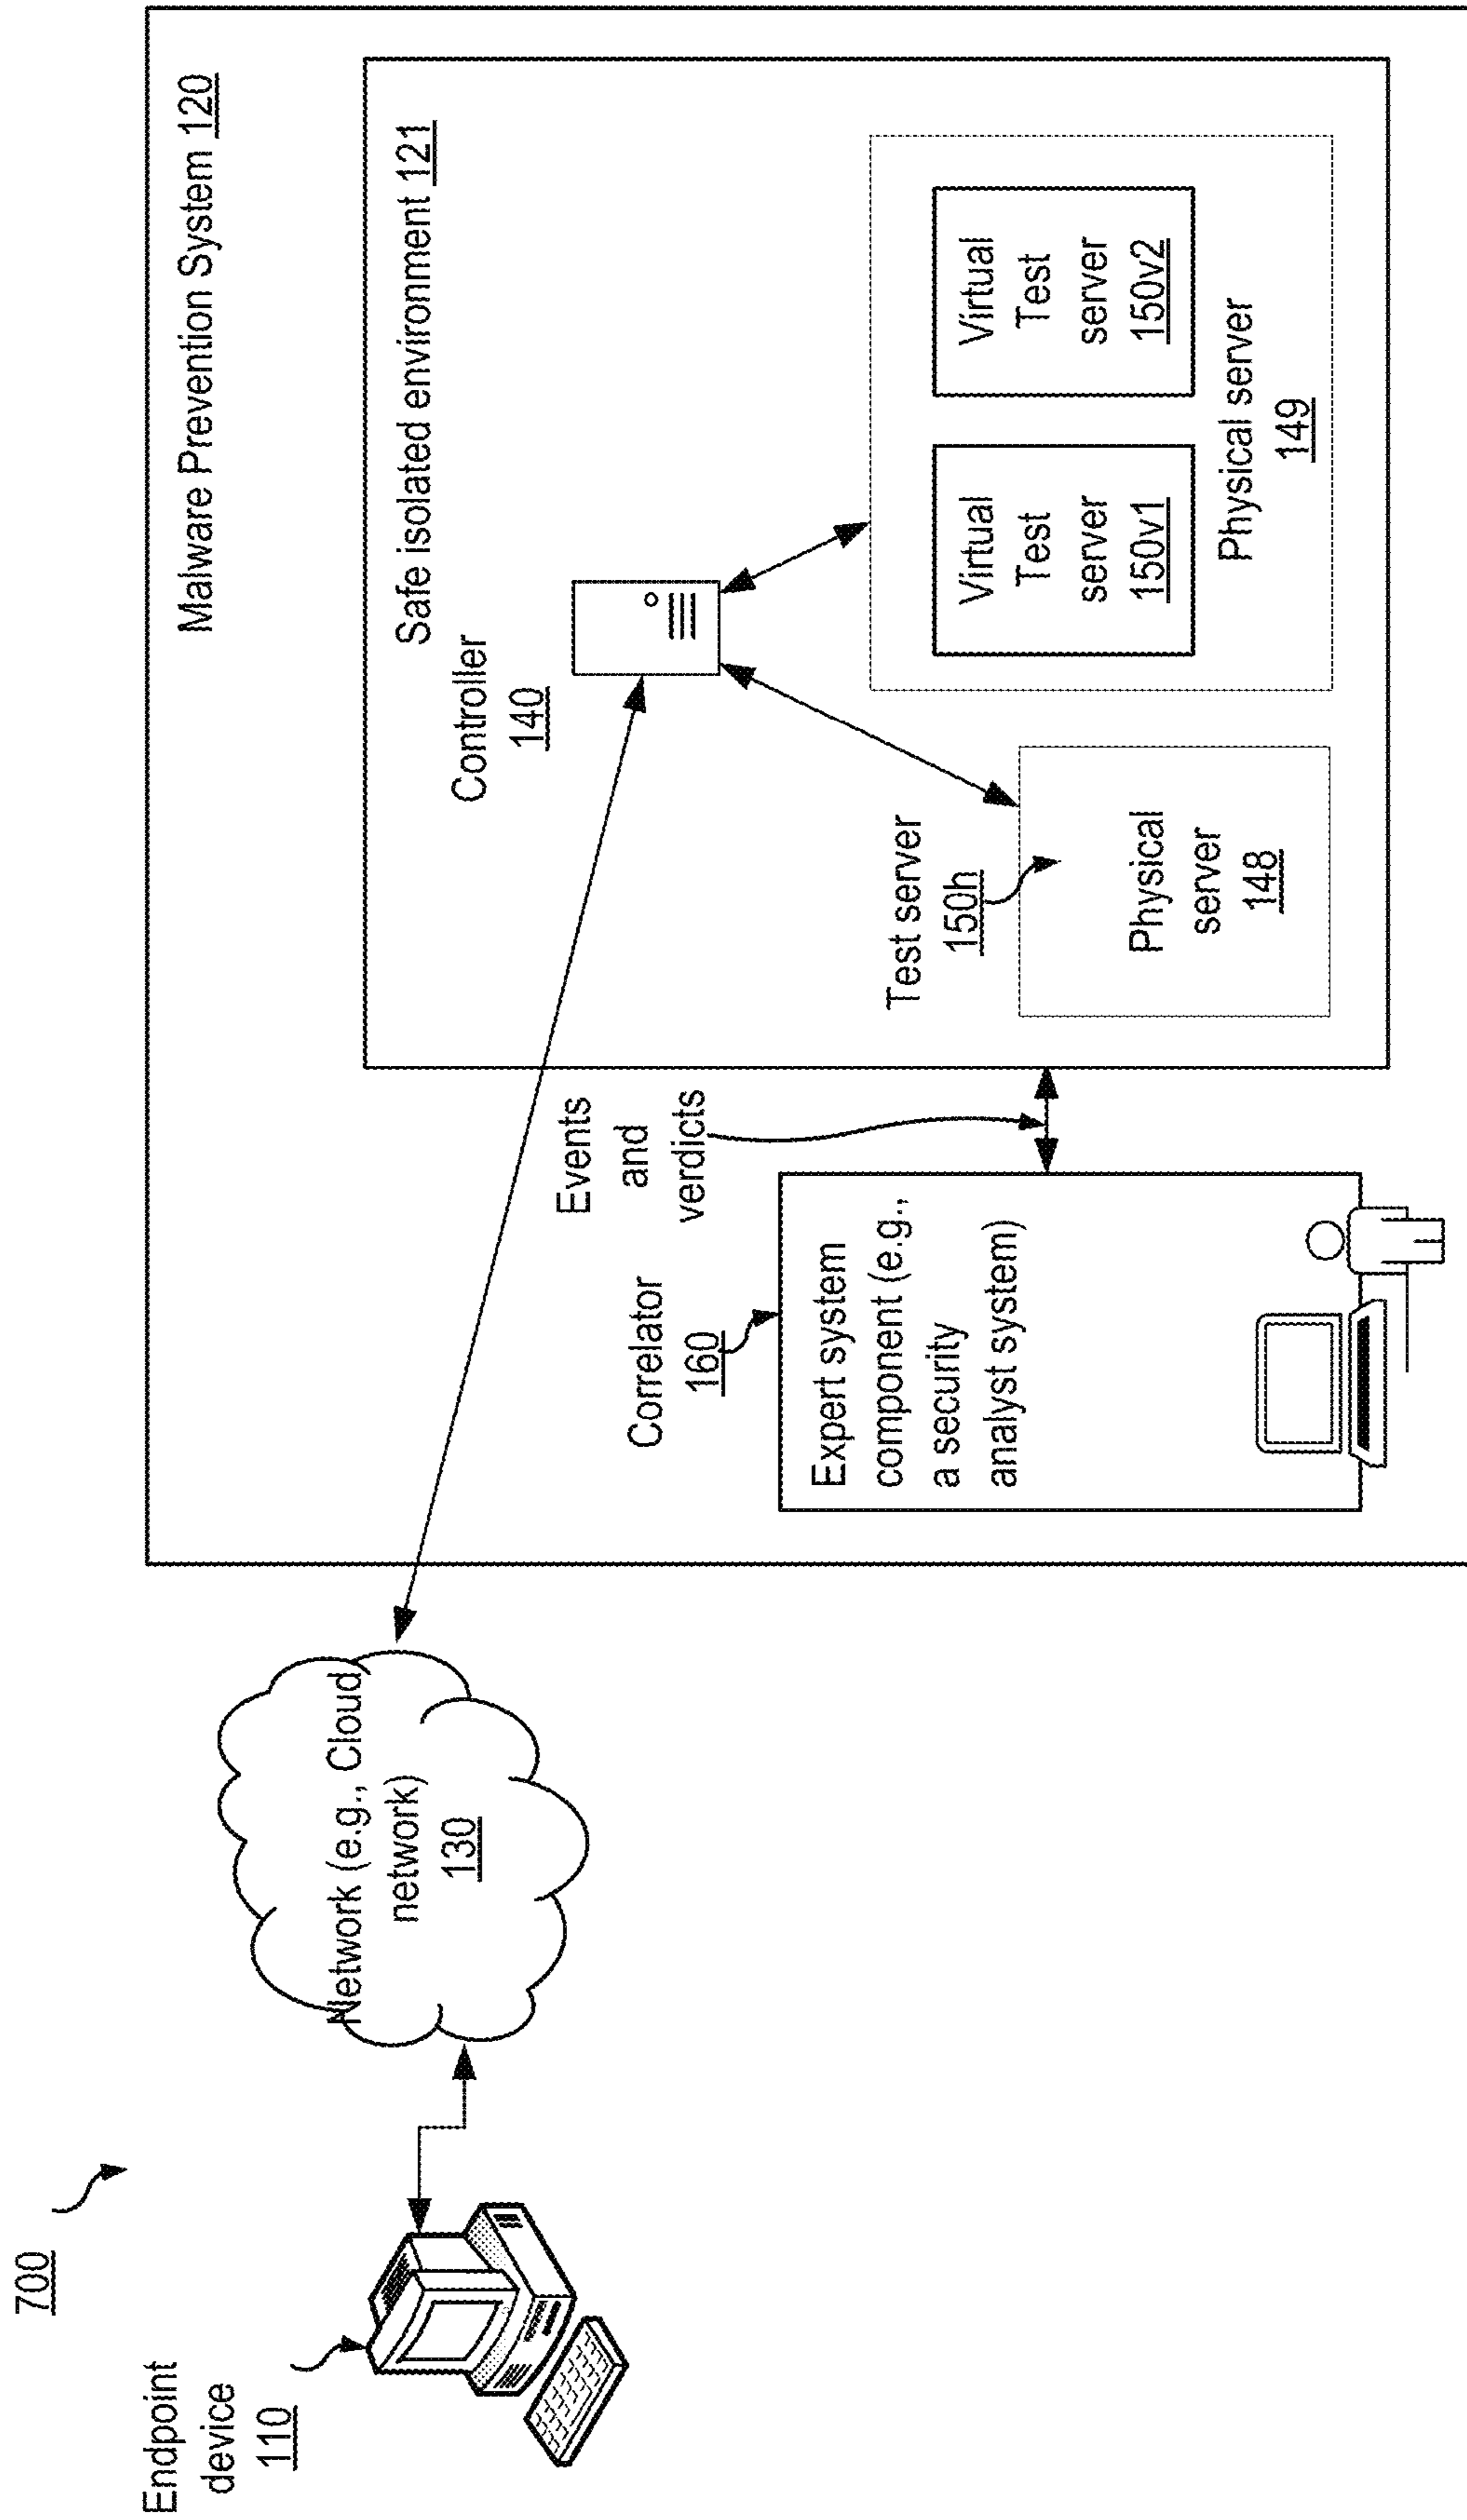 700
Endpoint
device
110
Network (e.g., Cloud
network)
130
Malware Prevention System 120
Safe isolated environment 121
Controller
140
Events
and
verdicts
Correlator
160
Expert system
component (e.g.,
a security
analyst system)
Test server
150h
Physical
server
148
Virtual
Test
server
150v1
Virtual
Test
server
150v2
Physical server
149